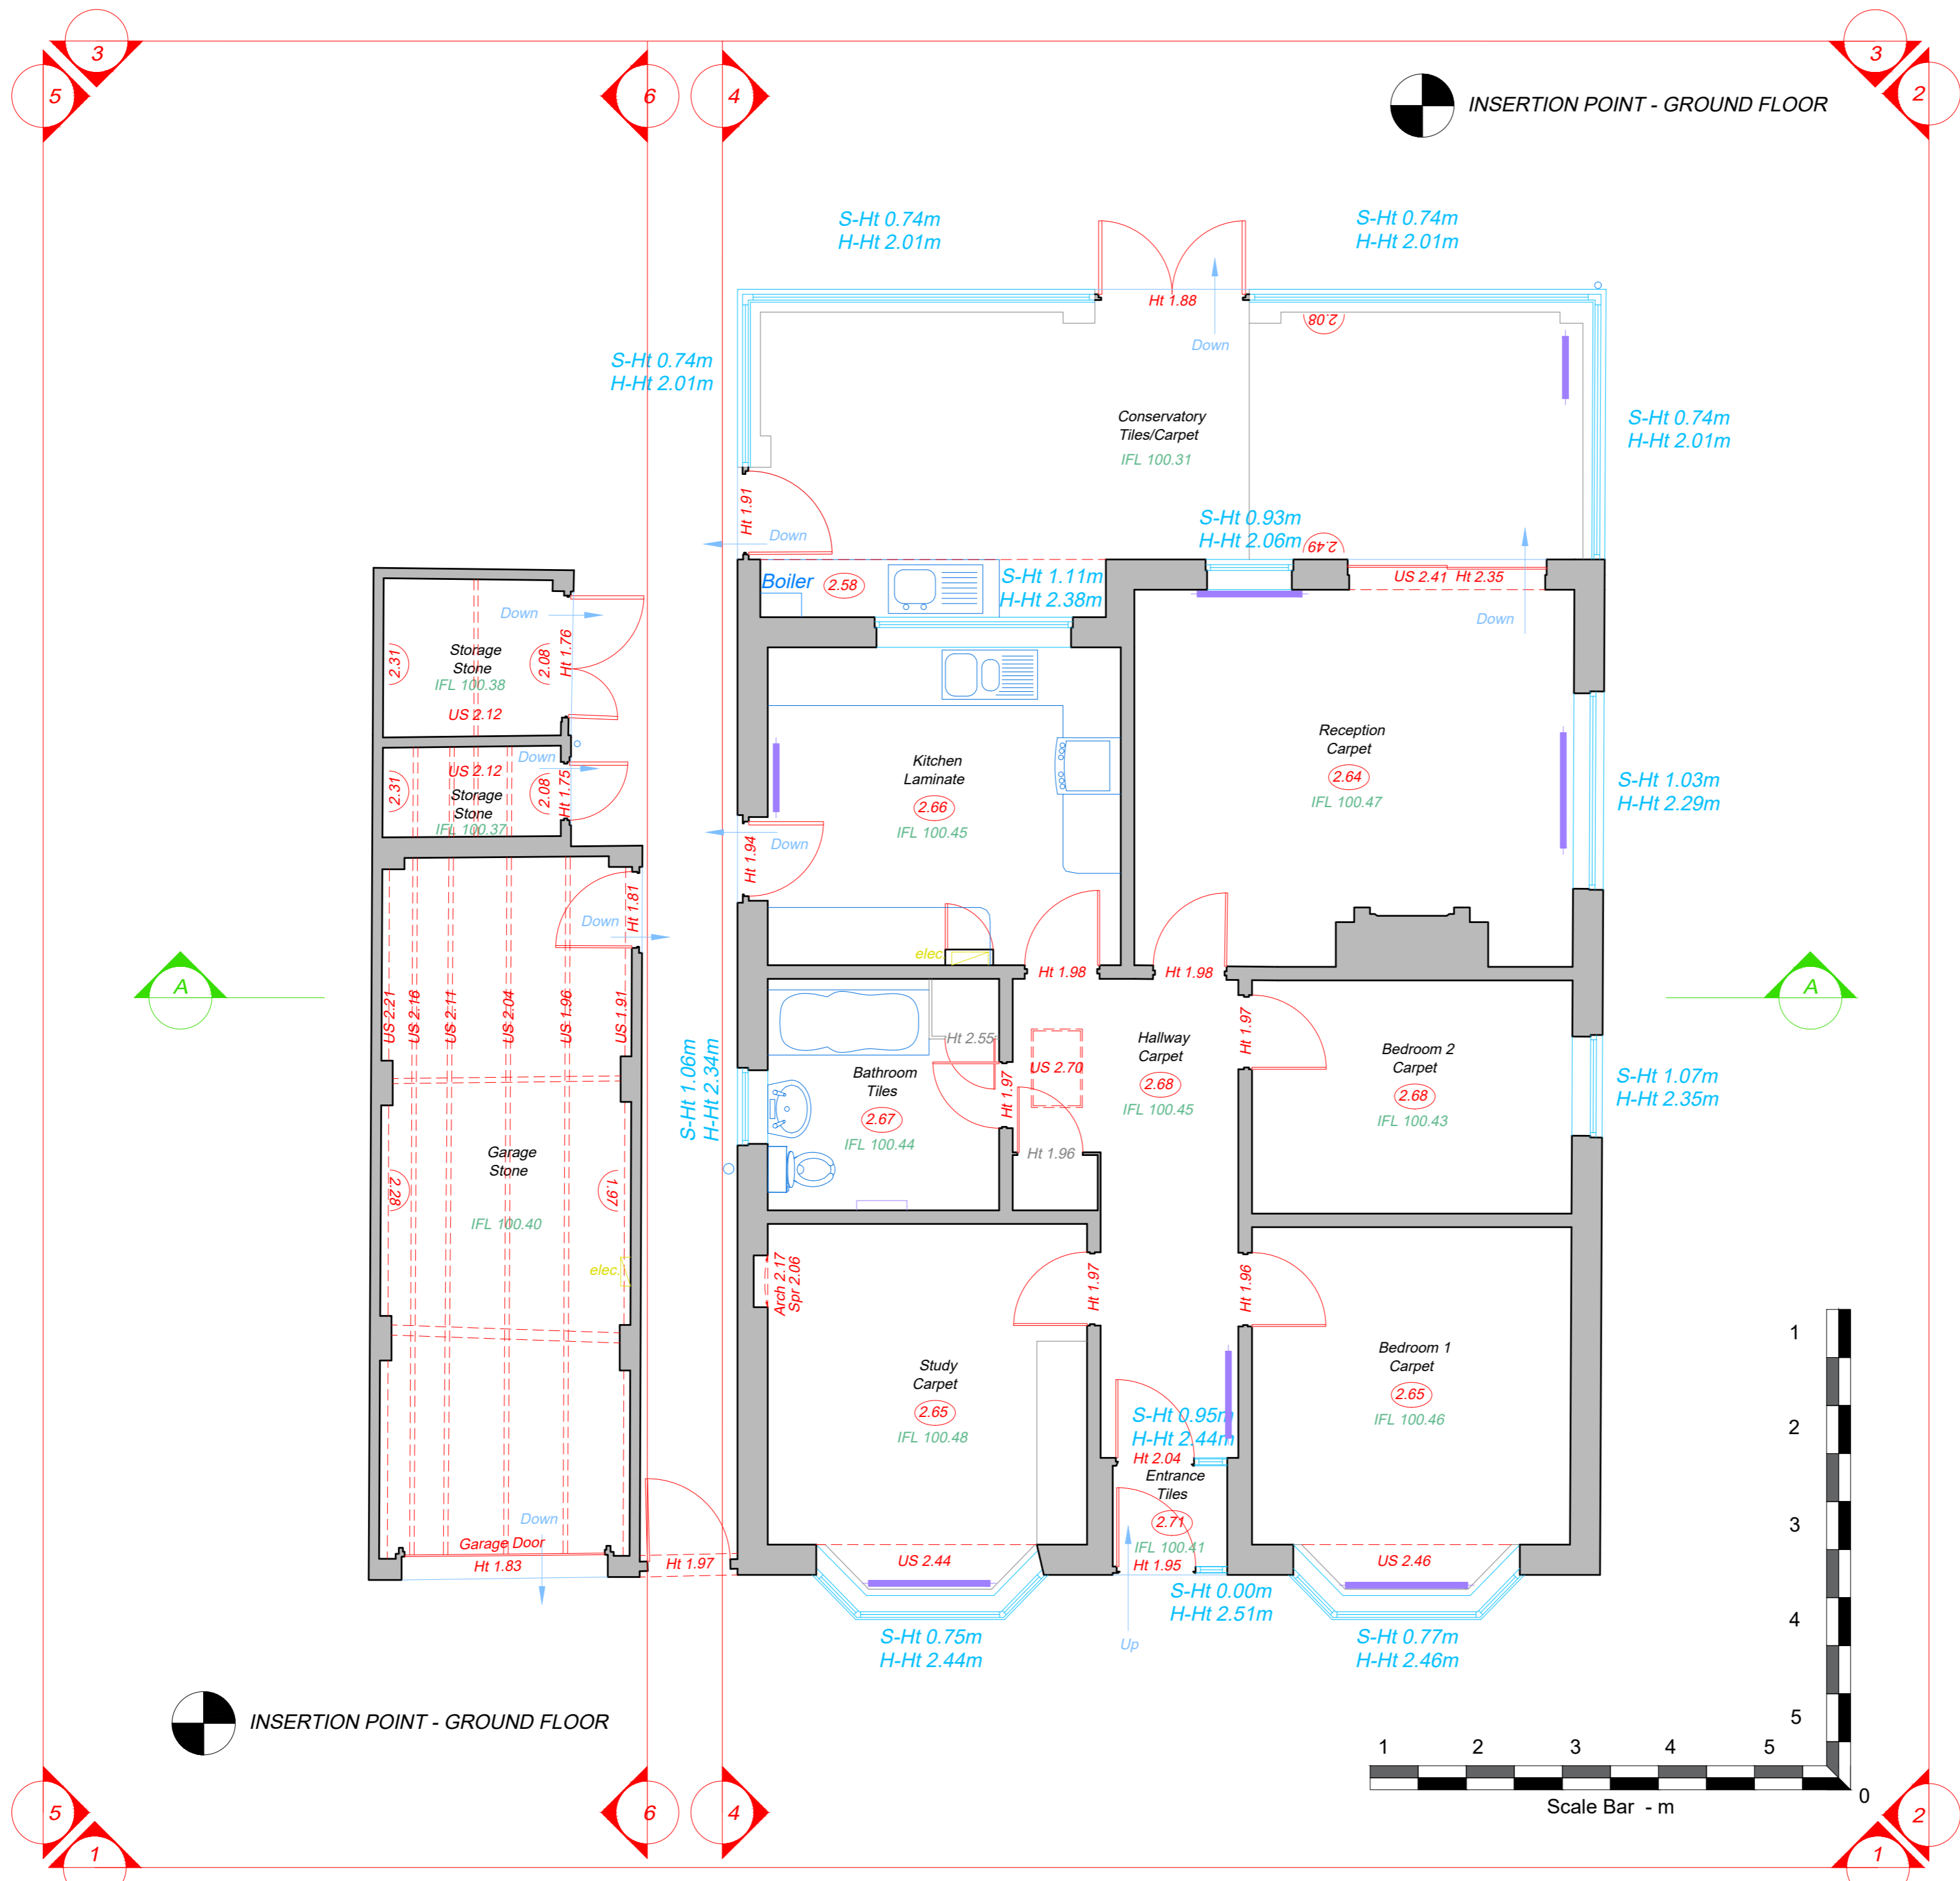 3
3
5
6
4
2
INSERTION POINT - GROUND FLOOR
S-Ht 0.74m
H-Ht 2.01m
S-Ht 0.74m
H-Ht 2.01m
Ht 1.88
2.08
Down
S-Ht 0.74m
H-Ht 2.01m
Conservatory
Tiles/Carpet
IFL 100.31
S-Ht 0.74m
H-Ht 2.01m
Ht 1.91
Down
S-Ht 0.93m
H-Ht 2.06m
2.49
Boiler
2.58
S-Ht 1.11m
H-Ht 2.38m
US 2.41
Ht 2.35
Down
Down
Storage
Stone
IFL 100.38
2.31
2.08
Ht 1.76
US 2.12
Down
US 2.12
Storage
Stone
IFL 100.37
2.31
2.08
Ht 1.75
Kitchen
Laminate
2.66
IFL 100.45
Reception
Carpet
2.64
IFL 100.47
S-Ht 1.03m
H-Ht 2.29m
Ht 1.94
Down
Down
Ht 1.81
elec.
Ht 1.98
Ht 1.98
A
A
US 2.21
US 2.16
US 2.11
US 2.04
US 1.96
US 1.91
S-Ht 1.06m
H-Ht 2.34m
Ht 2.55
Bathroom
Tiles
2.67
IFL 100.44
Ht 1.97
US 2.70
Hallway
Carpet
2.68
IFL 100.45
Ht 1.97
Bedroom 2
Carpet
2.68
IFL 100.43
S-Ht 1.07m
H-Ht 2.35m
Ht 1.96
Garage
Stone
IFL 100.40
2.28
1.97
elec.
Arch 2.17
Spr 2.06
Ht 1.97
Ht 1.96
Study
Carpet
2.65
IFL 100.48
Bedroom 1
Carpet
2.65
IFL 100.46
S-Ht 0.95m
H-Ht 2.44m
Ht 2.04
Entrance
Tiles
2.71
IFL 100.41
Ht 1.95
Down
Garage Door
Ht 1.83
Ht 1.97
US 2.44
US 2.46
S-Ht 0.00m
H-Ht 2.51m
S-Ht 0.75m
H-Ht 2.44m
Up
S-Ht 0.77m
H-Ht 2.46m
1
2
3
4
5
INSERTION POINT - GROUND FLOOR
1
2
3
4
5
0
Scale Bar - m
5
6
4
2
1
1